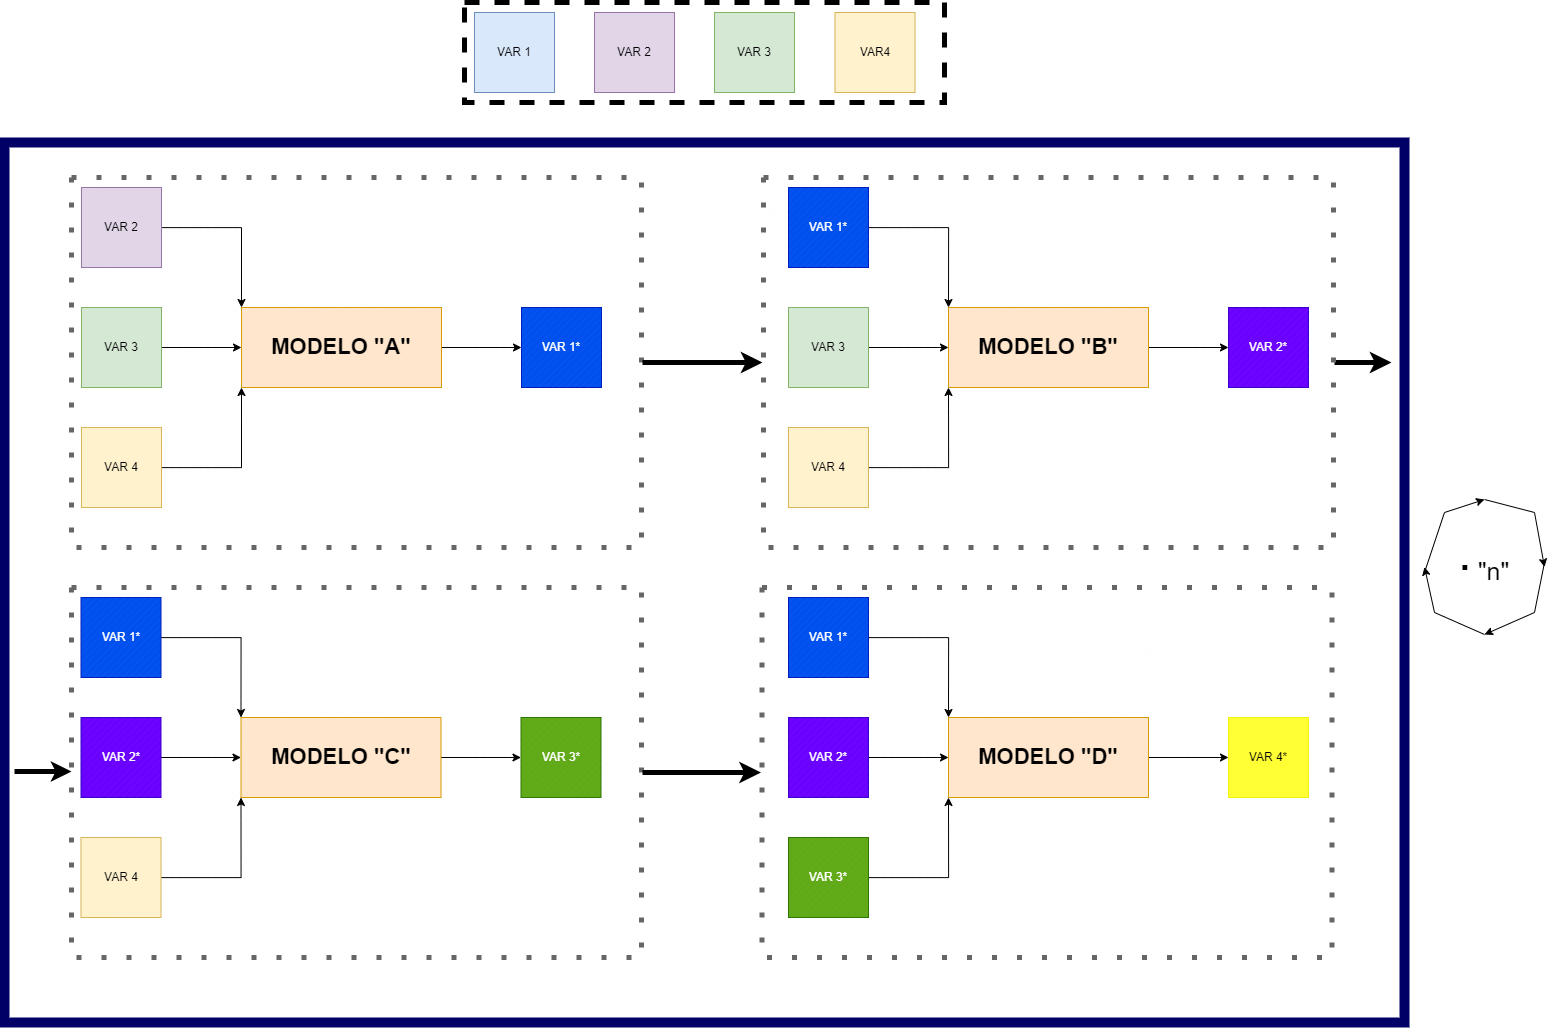 VAR 1
VAR 2
VAR 3
VAR4
VAR 2
VAR 3
MODELO "A"
VAR 1*
VAR 4
VAR 1*
VAR 3
MODELO "B"
VAR 2*
VAR 4
VAR 1*
VAR 2*
MODELO "C"
VAR 3*
VAR 4
VAR 1*
VAR 2*
MODELO "D"
VAR 4*
VAR 3*
· "n"